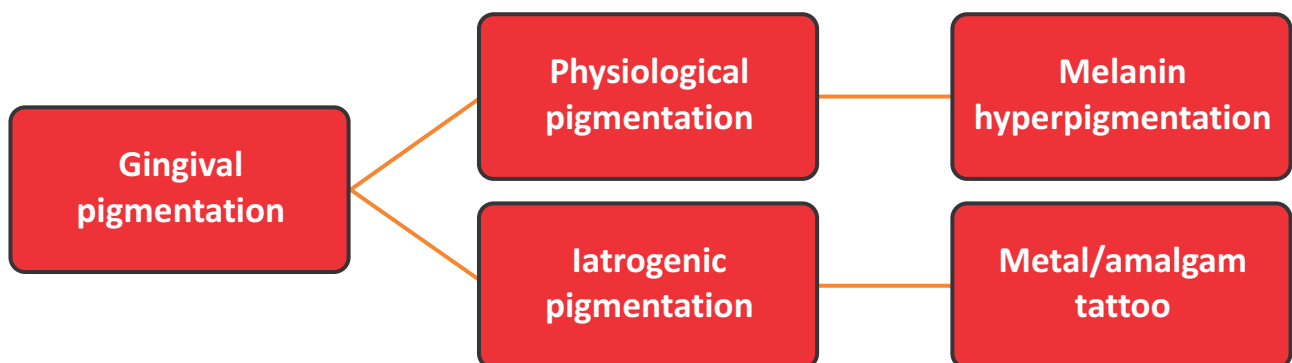 Gingival
pigmentation
Physiological
pigmentation
Melanin
hyperpigmentation
Iatrogenic
pigmentation
Metal/amalgam
tattoo